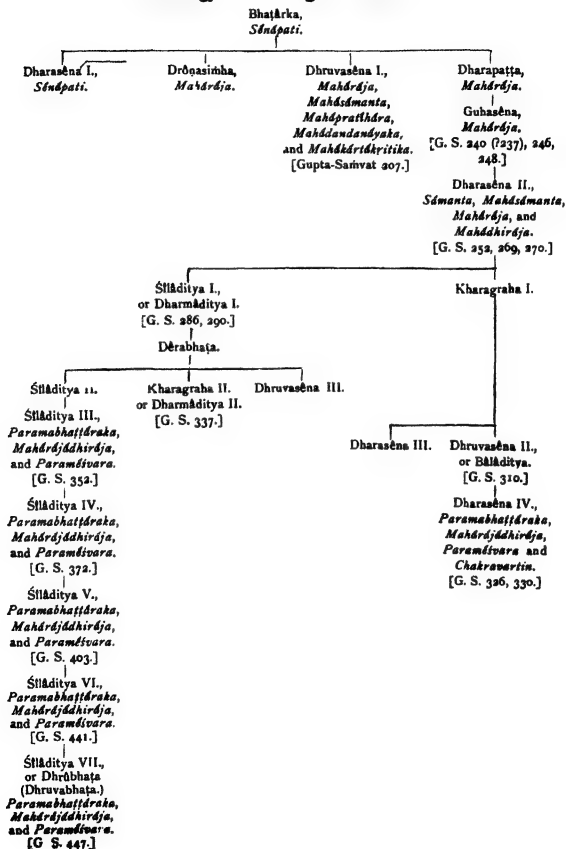 Bhaṭârka,
Sênâpati.
Dharasêna I.,
Sênâpati.
Drôṇasiṁha,
Mahârâja.
Dhruvasêna I.,
Mahârâja,
Mahâsâmanta,
Mahâpratîhâra,
Mahâdaṇḍanâyaka,
and Mahâkârtâkṛitika.
[Gupta-Saṁvat 207.]
Dharapaṭṭa,
Mahârâja.
Guhasêna,
Mahârâja.
[G. S. 240 (?237), 246,
248.]
Dharasêna II.,
Sâmanta, Mahâsâmanta,
Mahârâja, and
Mahâdhirâja.
[G. S. 252, 269, 270.]
Śîlâditya I.,
or Dharmâditya I.
[G. S. 286, 290.]
Dêrabhaṭa.
Kharagraha I.
Śîlâditya II.
Kharagraha II.
or Dharmâditya II.
[G. S. 337.]
Dhruvasêna III.
Śîlâditya III.,
Paramabhaṭṭâraka,
Mahârâjâdhirâja,
and Paramêśvara.
[G. S. 352.]
Śîlâditya IV.,
Paramabhaṭṭâraka,
Mahârâjâdhirâja,
and Paramêśvara.
[G. S. 372.]
Śîlâditya V.,
Paramabhaṭṭâraka,
Mahârâjâdhirâja,
and Paramêśvara.
[G. S. 403.]
Śîlâditya VI.,
Paramabhaṭṭâraka,
Mahârâjâdhirâja,
and Paramêśvara.
[G. S. 441.]
Śîlâditya VII.,
or Dhrûbhaṭa
(Dhruvabhaṭa.)
Paramabhaṭṭâraka,
Mahârâjâdhirâja,
and Paramêśvara.
[G S. 447.]
Dharasêna III.
Dhruvasêna II.,
or Bâlâditya.
[G. S. 310.]
Dharasêna IV.,
Paramabhaṭṭâraka,
Mahârâjâdhirâja,
Paramêśvara and
Chakravartin.
[G. S. 326, 330.]